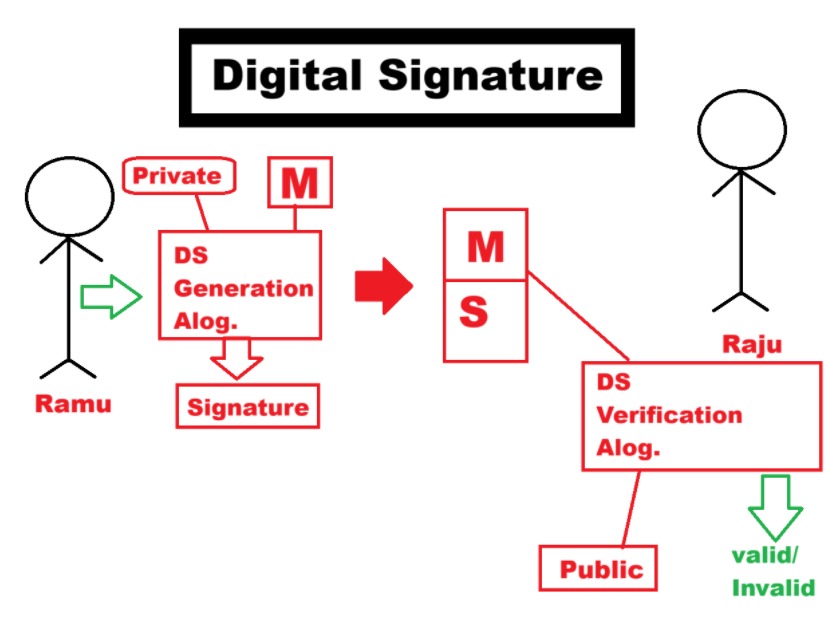 Digital Signature
Private
M
DS
Generation
Alog.
Signature
Ramu
M
S
Raju
DS
Verification
Alog.
Public
valid/
Invalid